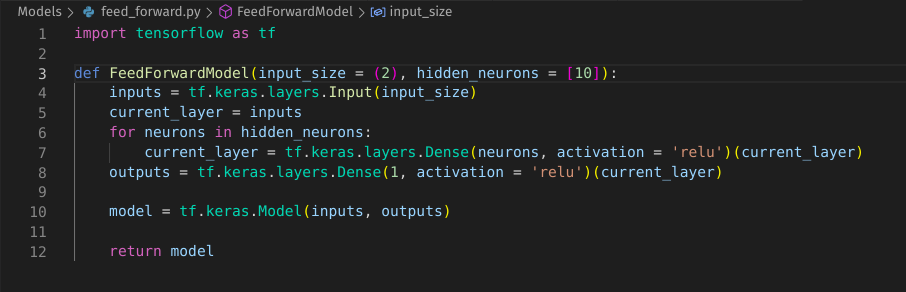 Models > feed_forward.py > FeedForwardModel > input_size
1 import tensorflow as tf
2
3 def FeedForwardModel(input_size = (2), hidden_neurons = [10]):
4     inputs = tf.keras.layers.Input(input_size)
5     current_layer = inputs
6     for neurons in hidden_neurons:
7         current_layer = tf.keras.layers.Dense(neurons, activation = 'relu')(current_layer)
8     outputs = tf.keras.layers.Dense(1, activation = 'relu')(current_layer)
9
10     model = tf.keras.Model(inputs, outputs)
11
12     return model